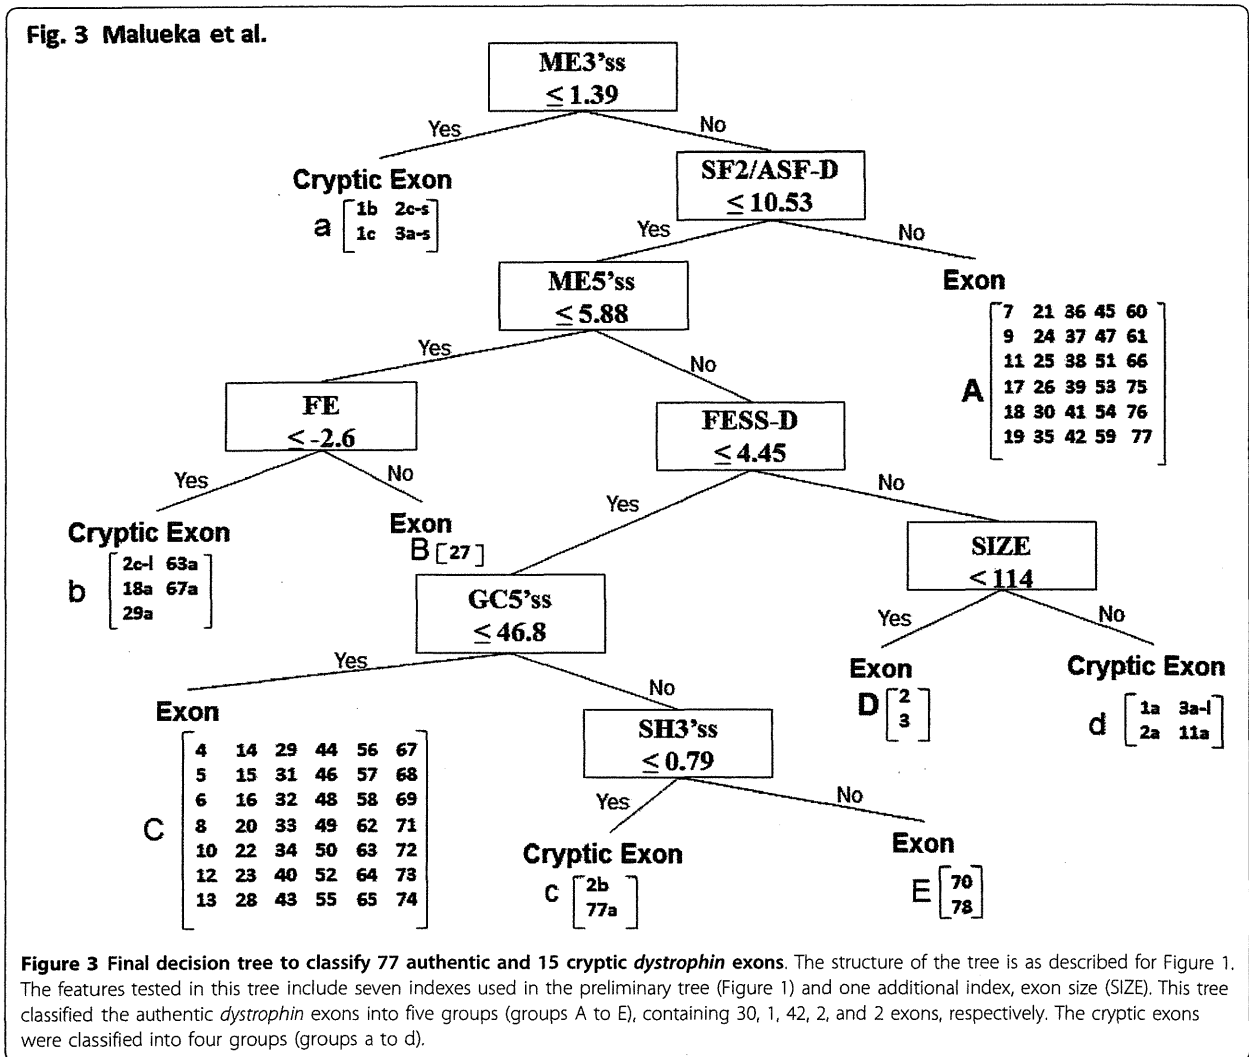 Fig. 3 Malueka et al.
ME3'ss
≤ 1.39
Yes
No
Cryptic Exon
a
1b 2c-s
1c 3a-s
SF2/ASF-D
≤ 10.53
Yes
No
Exon
A
7 21 36 45 60
9 24 37 47 61
11 25 38 51 66
17 26 39 53 75
18 30 41 54 76
19 35 42 59 77
ME5'ss
≤ 5.88
Yes
No
FE
≤ -2.6
Yes
No
Cryptic Exon
b
2c-l 63a
18a 67a
29a
Exon
B [27]
FESS-D
≤ 4.45
Yes
No
SIZE
< 114
Yes
No
Exon
D
2
3
Cryptic Exon
d
1a 3a-l
2a 11a
GC5'ss
≤ 46.8
Yes
No
Exon
C
4 14 29 44 56 67
5 15 31 46 57 68
6 16 32 48 58 69
8 20 33 49 62 71
10 22 34 50 63 72
12 23 40 52 64 73
13 28 43 55 65 74
SH3'ss
≤ 0.79
Yes
No
Cryptic Exon
c
2b
77a
Exon
E
70
78
Figure 3 Final decision tree to classify 77 authentic and 15 cryptic dystrophin exons. The structure of the tree is as described for Figure 1.
The features tested in this tree include seven indexes used in the preliminary tree (Figure 1) and one additional index, exon size (SIZE). This tree
classified the authentic dystrophin exons into five groups (groups A to E), containing 30, 1, 42, 2, and 2 exons, respectively. The cryptic exons
were classified into four groups (groups a to d).